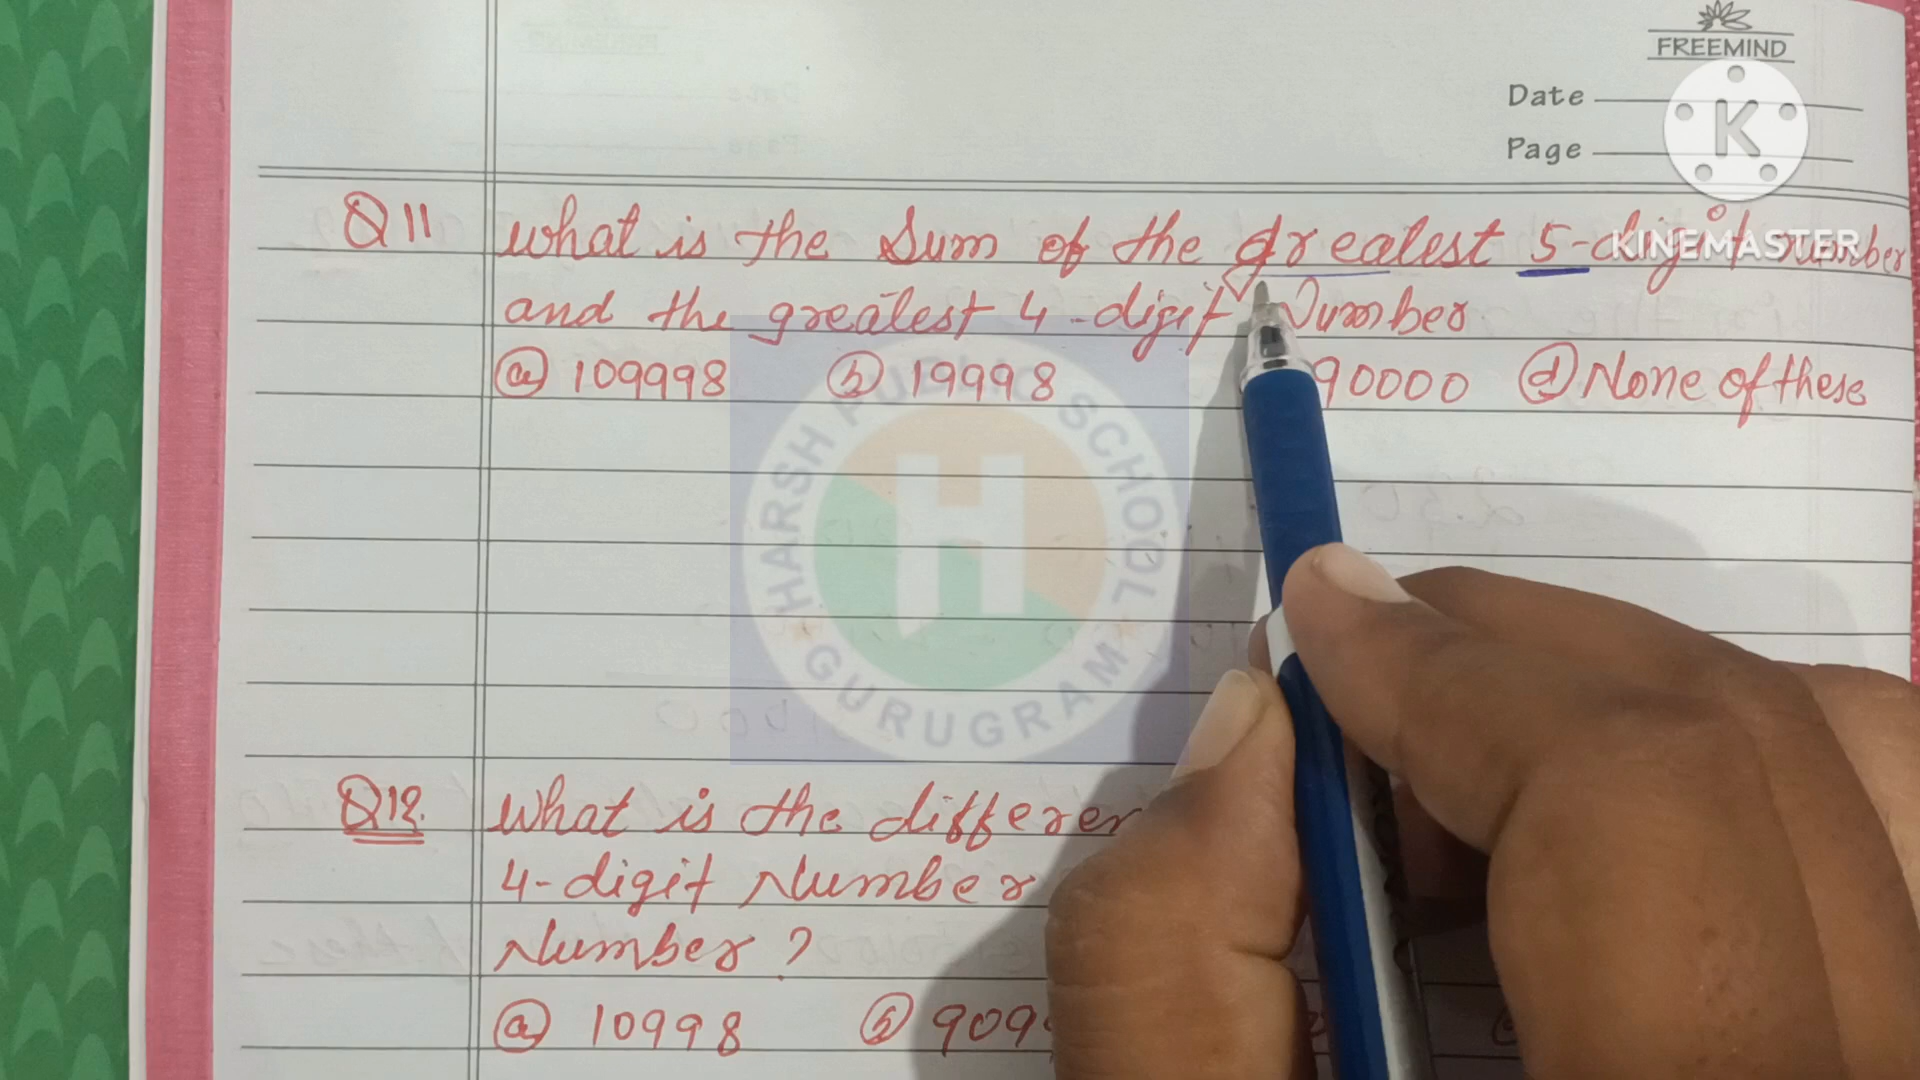 FREEMIND
Date
Page
K
KINEMASTER
Q11 What is the Sum of the greatest 5-digit number
and the greatest 4-digit Number
(a) 109998 (b) 19998 90000 (d) None of these
HARSH PUBLIC SCHOOL
H
GURUGRAM
Q12. What is the
4-digit Number
Number ?
(a) 10998 (b)